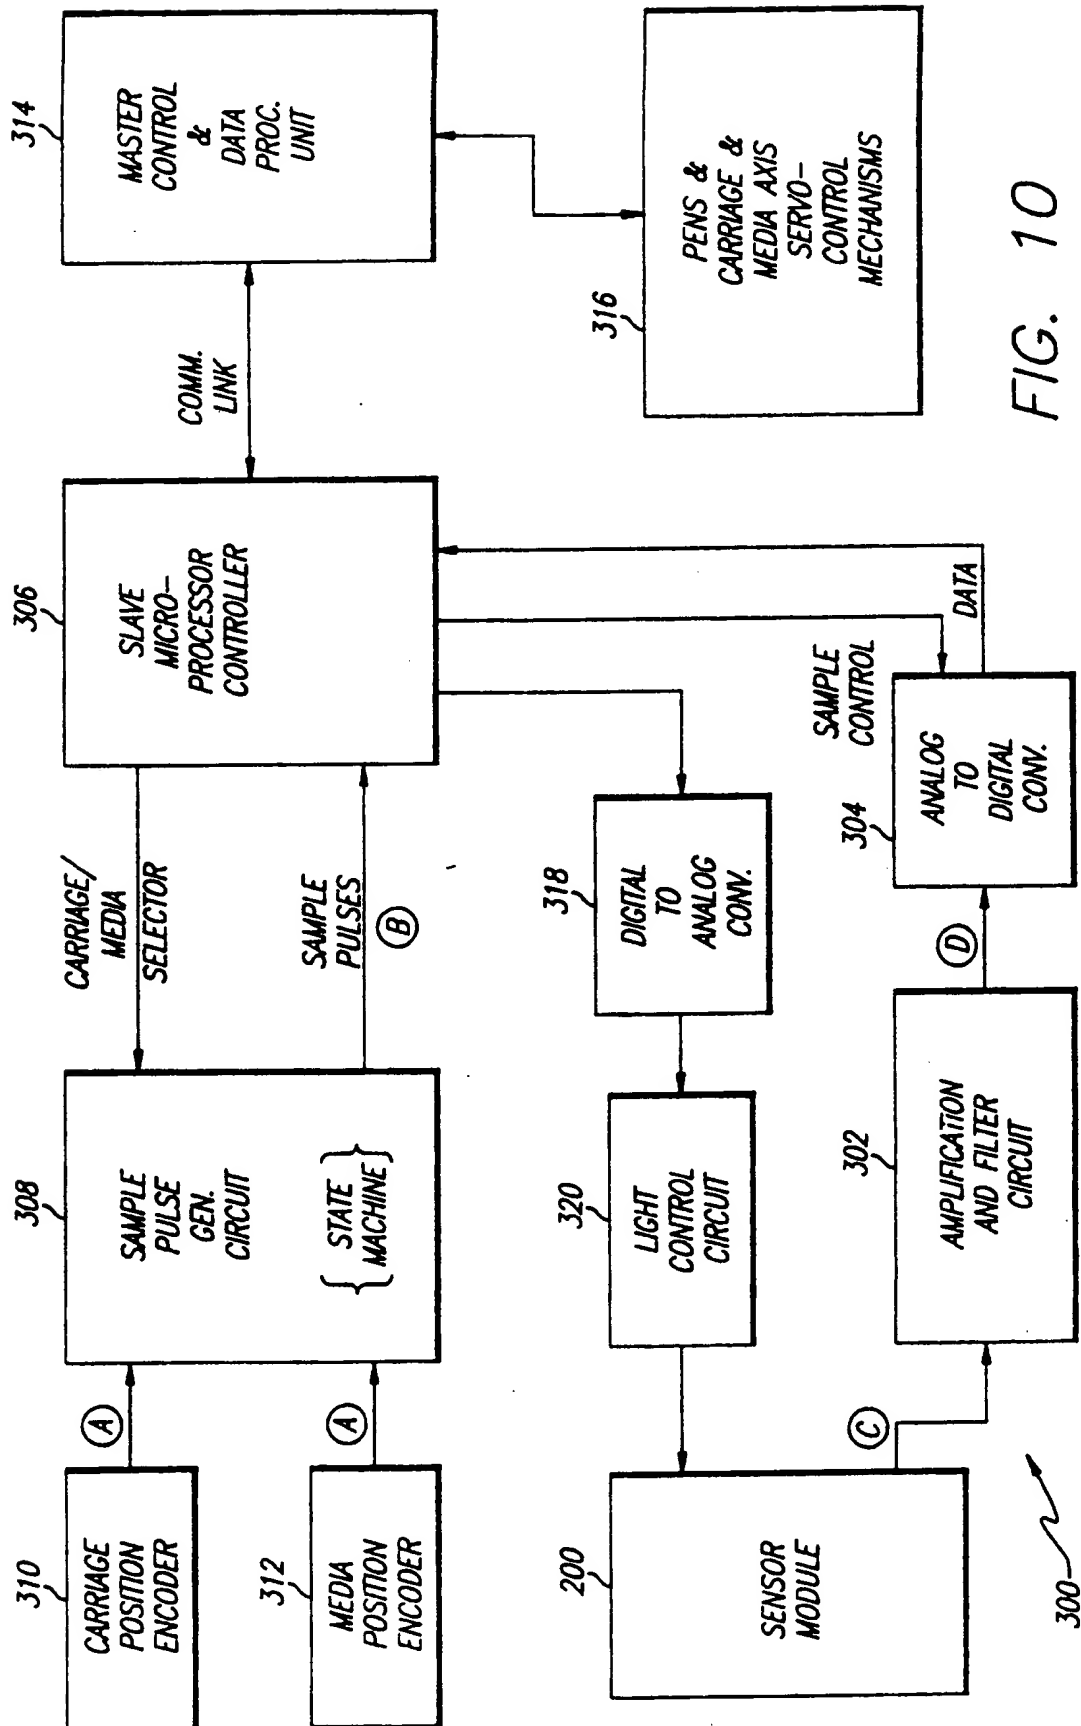 310
CARRIAGE
POSITION
ENCODER
A
312
MEDIA
POSITION
ENCODER
A
308
SAMPLE
PULSE
GEN.
CIRCUIT
{STATE
MACHINE}
CARRIAGE/
MEDIA
SELECTOR
SAMPLE
PULSES
B
306
SLAVE
MICRO-
PROCESSOR
CONTROLLER
COMM.
LINK
314
MASTER
CONTROL
&
DATA
PROC.
UNIT
316
PENS &
CARRIAGE &
MEDIA AXIS
SERVO-
CONTROL
MECHANISMS
318
DIGITAL
TO
ANALOG
CONV.
320
LIGHT
CONTROL
CIRCUIT
200
SENSOR
MODULE
C
302
AMPLIFICATION
AND FILTER
CIRCUIT
D
304
ANALOG
TO
DIGITAL
CONV.
SAMPLE
CONTROL
DATA
300
FIG. 10